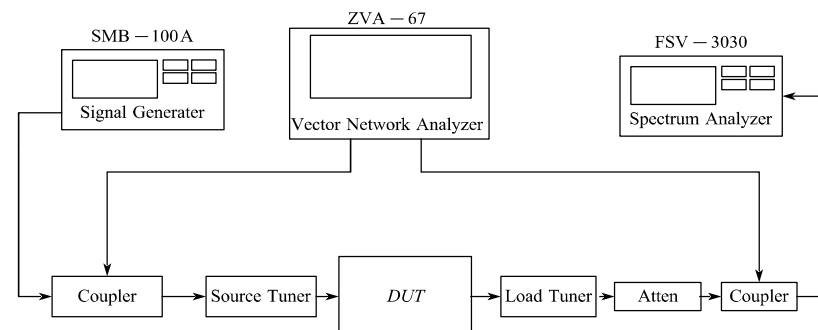 ZVA－67
SMB－100A
FSV－3030
Signal Generater
Vector Network Analyzer
Spectrum Analyzer
Coupler
Source Tuner
DUT
Load Tuner
Atten
Coupler